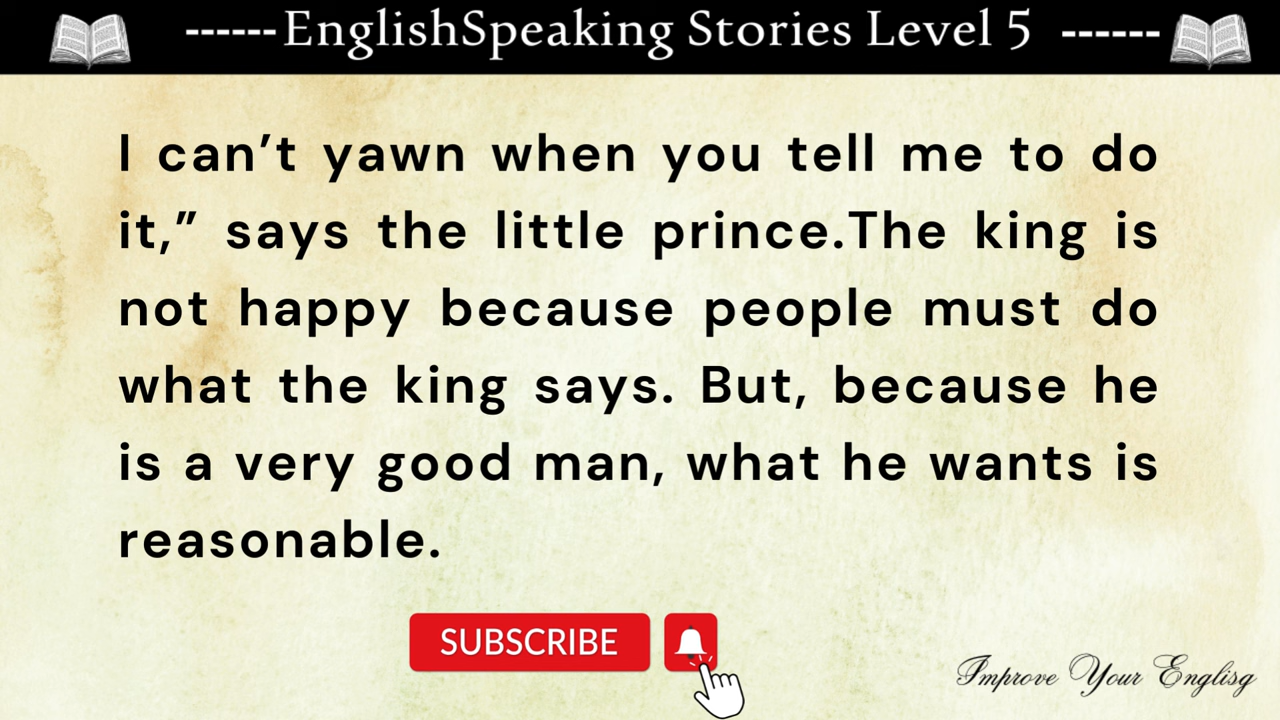 ------EnglishSpeaking Stories Level 5 ------
I can’t yawn when you tell me to do
it,” says the little prince.The king is
not happy because people must do
what the king says. But, because he
is a very good man, what he wants is
reasonable.
SUBSCRIBE
Improve Your Englisg